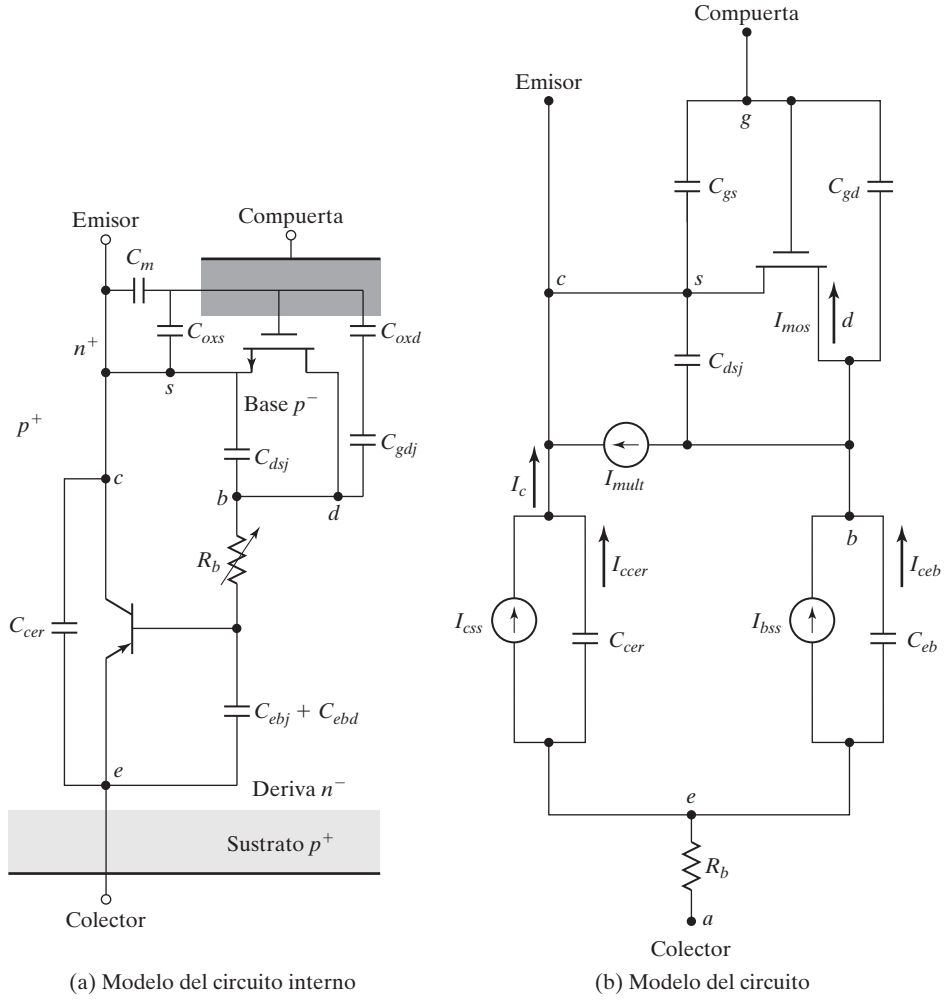 Emisor
Compuerta
C_m
C_oxs
C_oxd
n^+
s
Base p^−
p^+
C_dsj
C_gdj
c
b
d
R_b
C_cer
C_ebj + C_ebd
e
Deriva n^−
Sustrato p^+
Colector
(a) Modelo del circuito interno
Compuerta
Emisor
g
C_gs
C_gd
c
s
I_mos
d
C_dsj
I_c
I_mult
b
I_ccer
I_ceb
I_css
C_cer
I_bss
C_eb
e
R_b
a
Colector
(b) Modelo del circuito